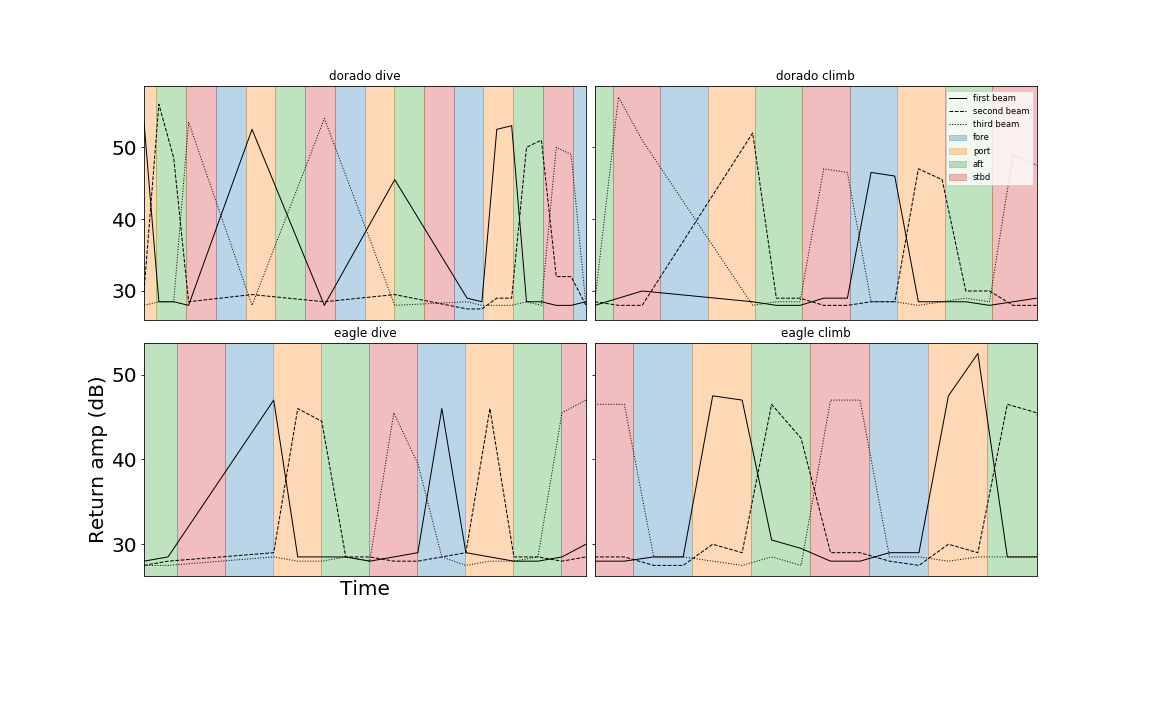 dorado dive
dorado climb
first beam
second beam
third beam
fore
port
aft
stbd
50
40
30
eagle dive
eagle climb
50
40
30
Return amp (dB)
Time